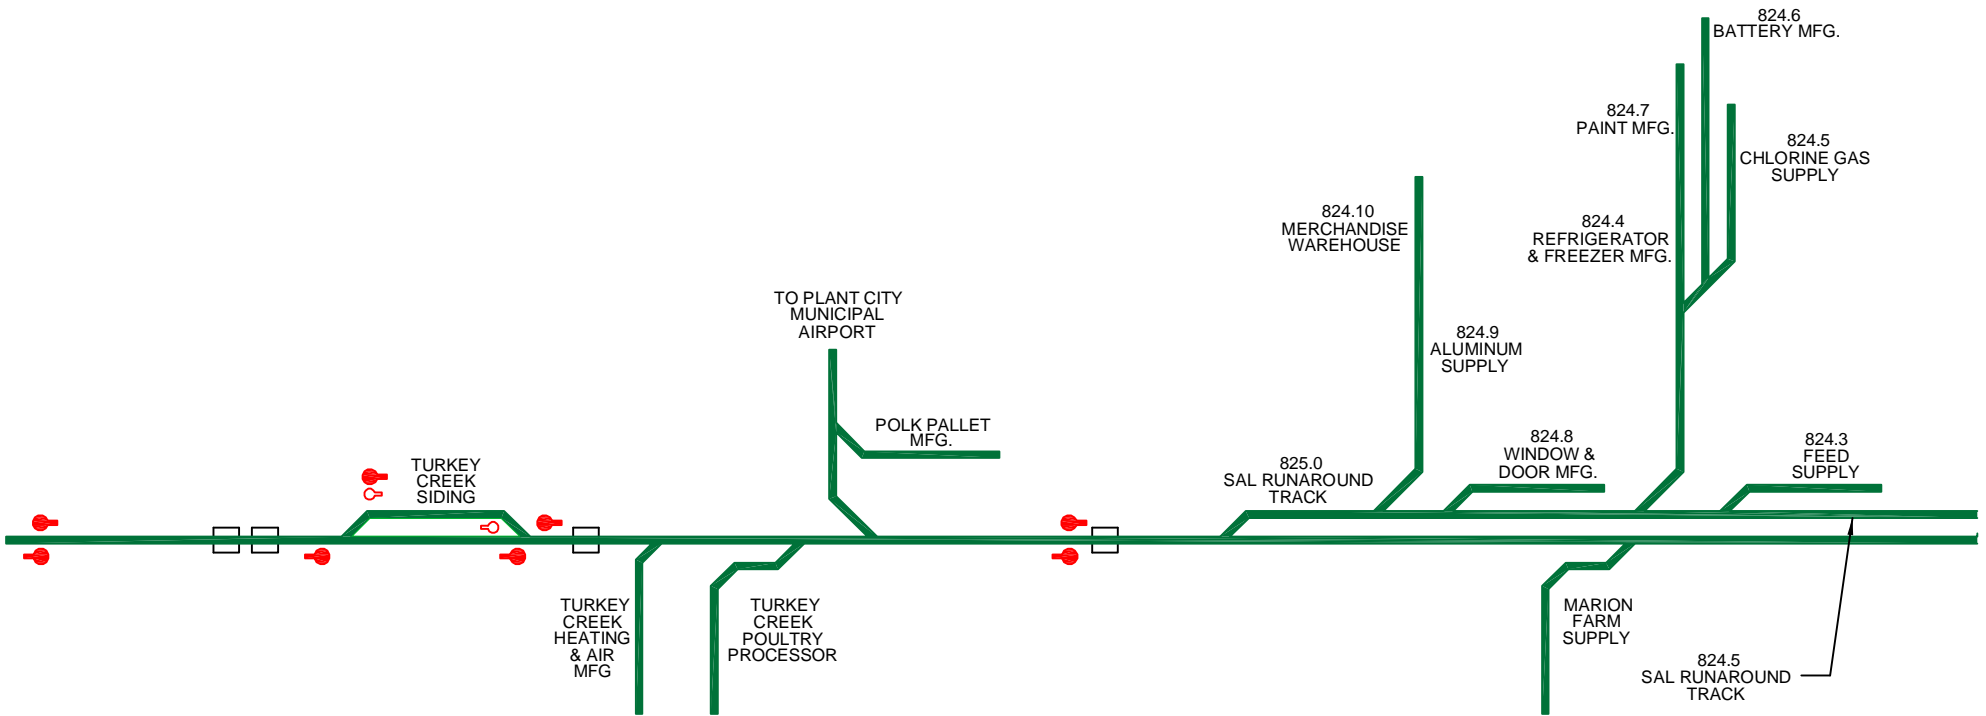 824.6
BATTERY MFG.
824.7
PAINT MFG.
824.5
CHLORINE GAS
SUPPLY
824.10
MERCHANDISE
WAREHOUSE
824.4
REFRIGERATOR
& FREEZER MFG.
TO PLANT CITY
MUNICIPAL
AIRPORT
824.9
ALUMINUM
SUPPLY
POLK PALLET
MFG.
TURKEY
CREEK
SIDING
825.0
SAL RUNAROUND
TRACK
824.8
WINDOW &
DOOR MFG.
824.3
FEED
SUPPLY
TURKEY
CREEK
HEATING
& AIR
MFG
TURKEY
CREEK
POULTRY
PROCESSOR
MARION
FARM
SUPPLY
824.5
SAL RUNAROUND
TRACK